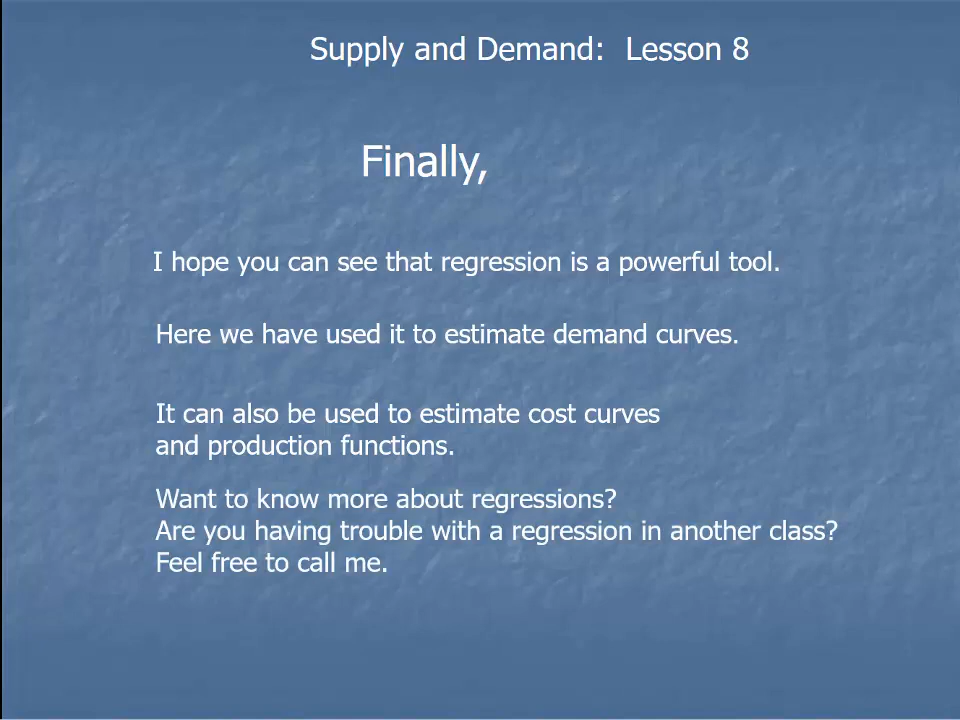 Supply and Demand:  Lesson 8
Finally,
I hope you can see that regression is a powerful tool.
Here we have used it to estimate demand curves.
It can also be used to estimate cost curves
and production functions.
Want to know more about regressions?
Are you having trouble with a regression in another class?
Feel free to call me.